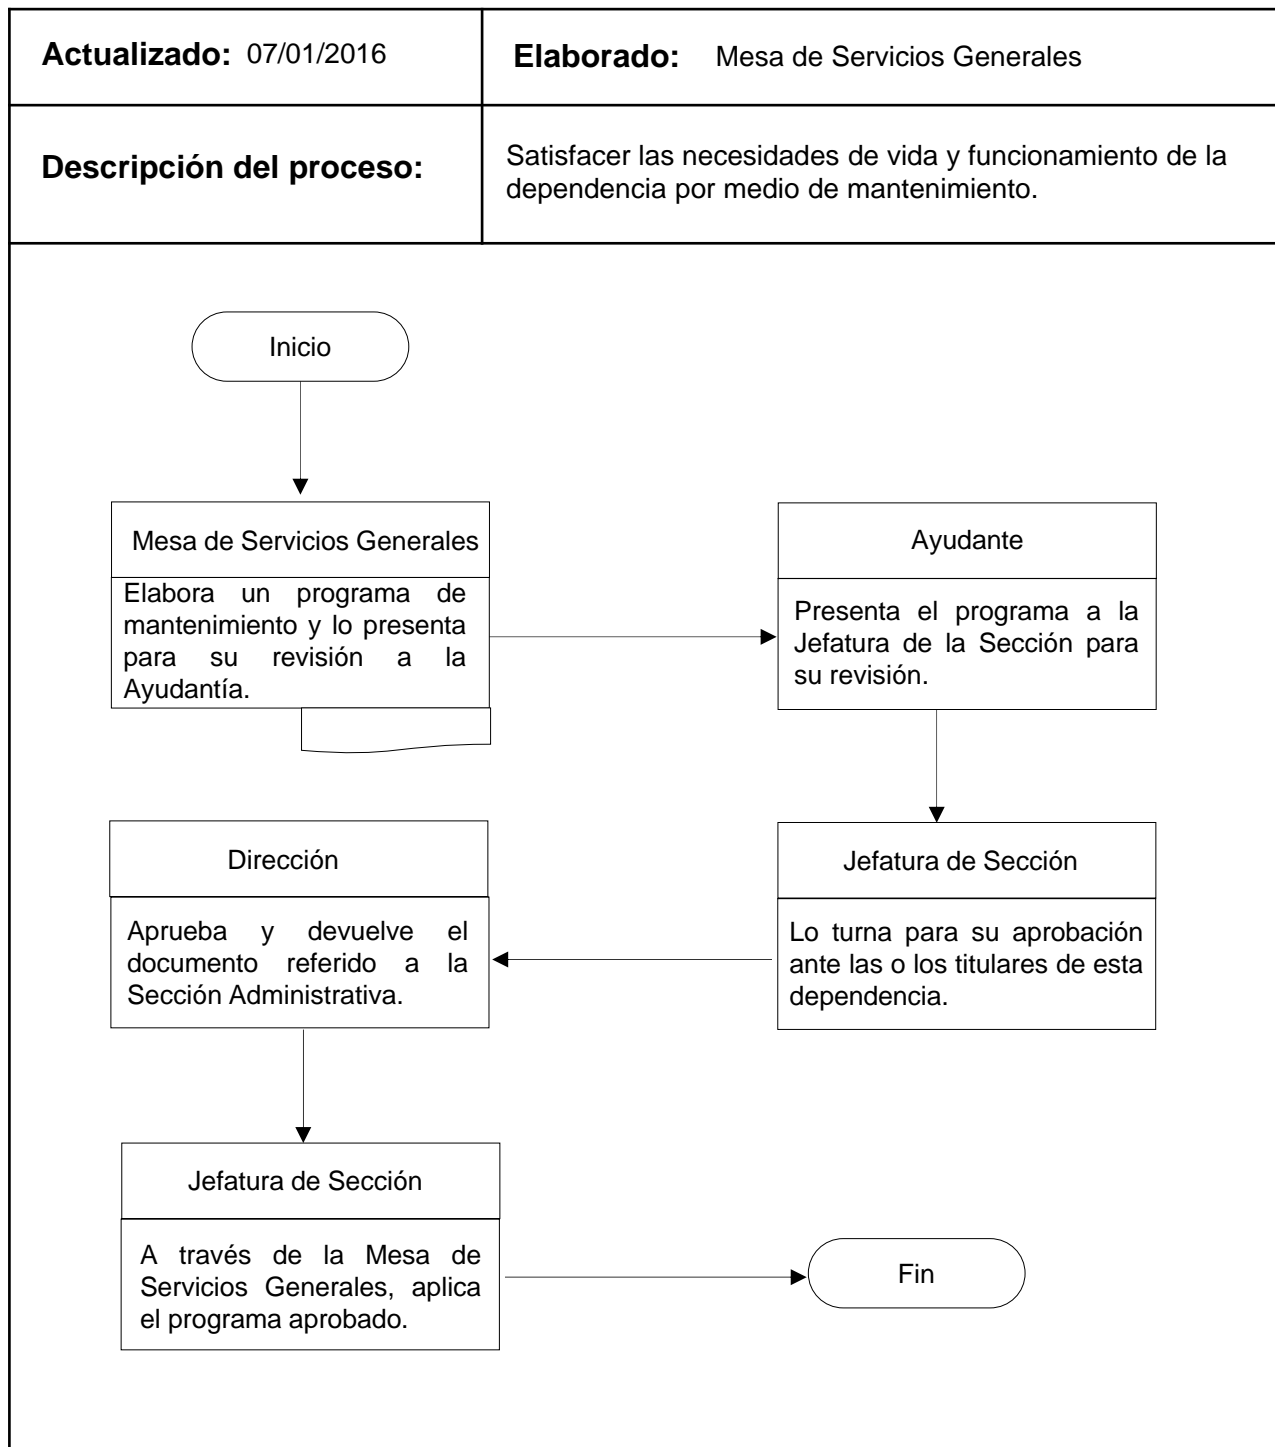 Actualizado: 07/01/2016
Elaborado: Mesa de Servicios Generales
Descripción del proceso:
Satisfacer las necesidades de vida y funcionamiento de la
dependencia por medio de mantenimiento.
Inicio
Mesa de Servicios Generales
Elabora un programa de
mantenimiento y lo presenta
para su revisión a la
Ayudantía.
Ayudante
Presenta el programa a la
Jefatura de la Sección para
su revisión.
Jefatura de Sección
Lo turna para su aprobación
ante las o los titulares de esta
dependencia.
Dirección
Aprueba y devuelve el
documento referido a la
Sección Administrativa.
Jefatura de Sección
A través de la Mesa de
Servicios Generales, aplica
el programa aprobado.
Fin